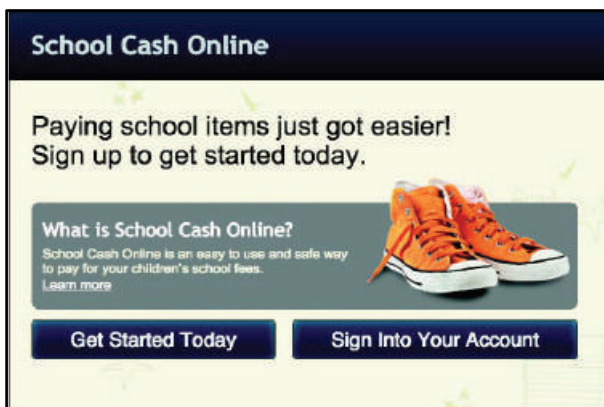 School Cash Online
Paying school items just got easier!
Sign up to get started today.
What is School Cash Online?
School Cash Online is an easy to use and safe way
to pay for your children's school fees.
Learn more
Get Started Today
Sign Into Your Account